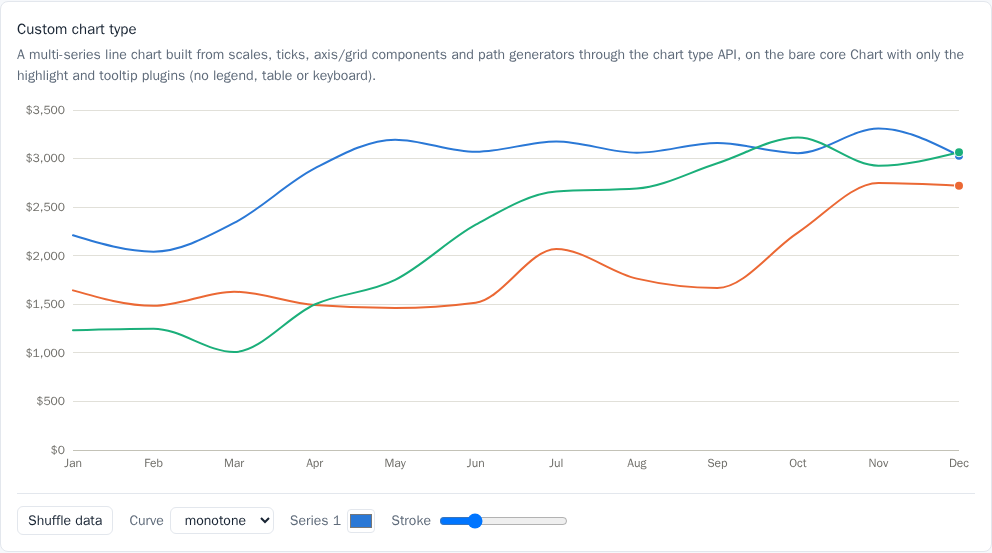 Custom chart type
A multi-series line chart built from scales, ticks, axis/grid components and path generators through the chart type API, on the bare core Chart with only the
highlight and tooltip plugins (no legend, table or keyboard).
$3,500
$3,000
$2,500
$2,000
$1,500
$1,000
$500
$0
Jan Feb Mar Apr May Jun Jul Aug Sep Oct Nov Dec
Shuffle data Curve monotone Series 1 Stroke